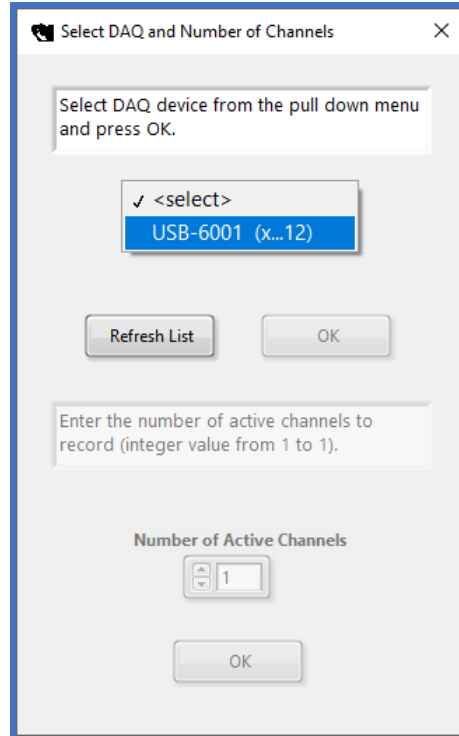 Select DAQ and Number of Channels
Select DAQ device from the pull down menu
and press OK.
✓ <select>
USB-6001 (x...12)
Refresh List
OK
Enter the number of active channels to
record (integer value from 1 to 1).
Number of Active Channels
1
OK